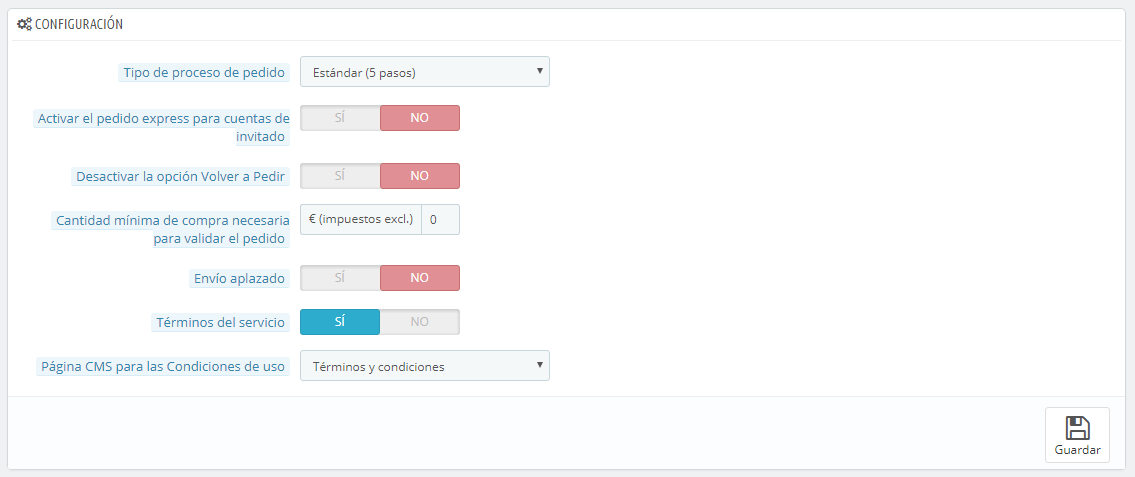 CONFIGURACIÓN
Tipo de proceso de pedido
Estándar (5 pasos)
Activar el pedido express para cuentas de
invitado
SÍ
NO
Desactivar la opción Volver a Pedir
SÍ
NO
Cantidad mínima de compra necesaria
para validar el pedido
€ (impuestos excl.)
0
Envío aplazado
SÍ
NO
Términos del servicio
SÍ
NO
Página CMS para las Condiciones de uso
Términos y condiciones
Guardar